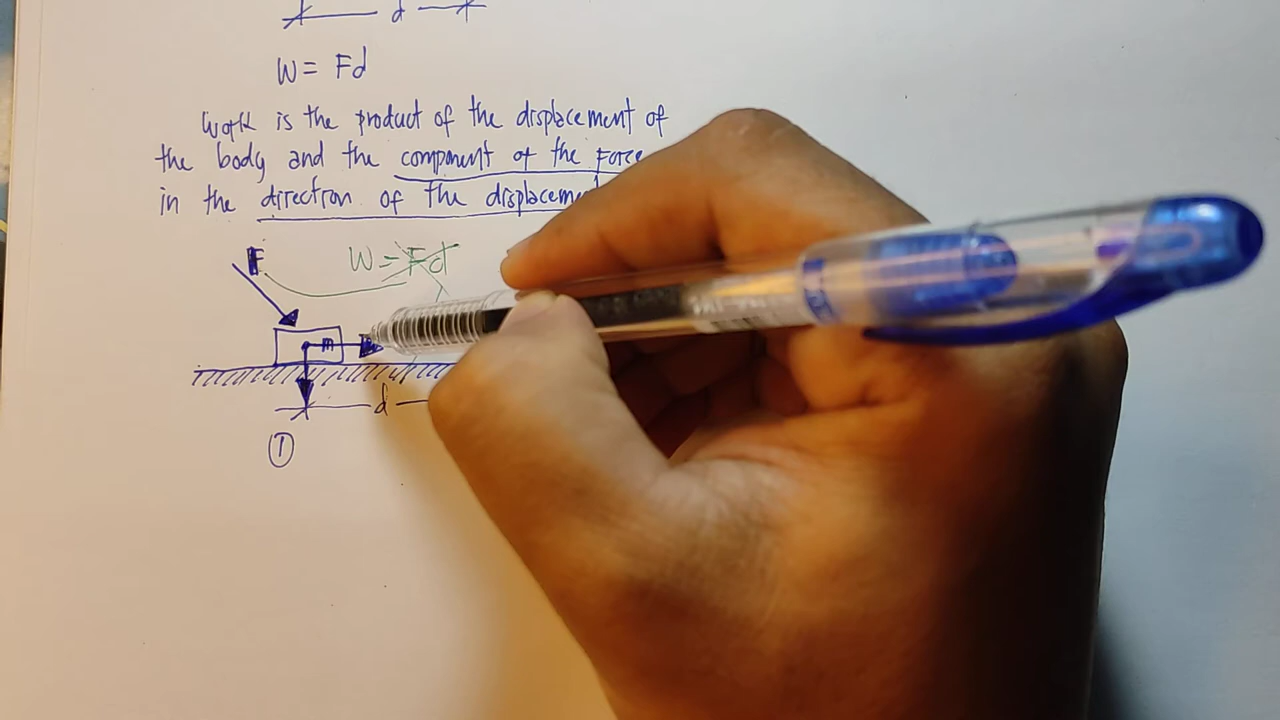 d
W = Fd
Work is the product of the displacement of
the body and the component of the Force
in the direction of the
F
W = Fd
m
d
1